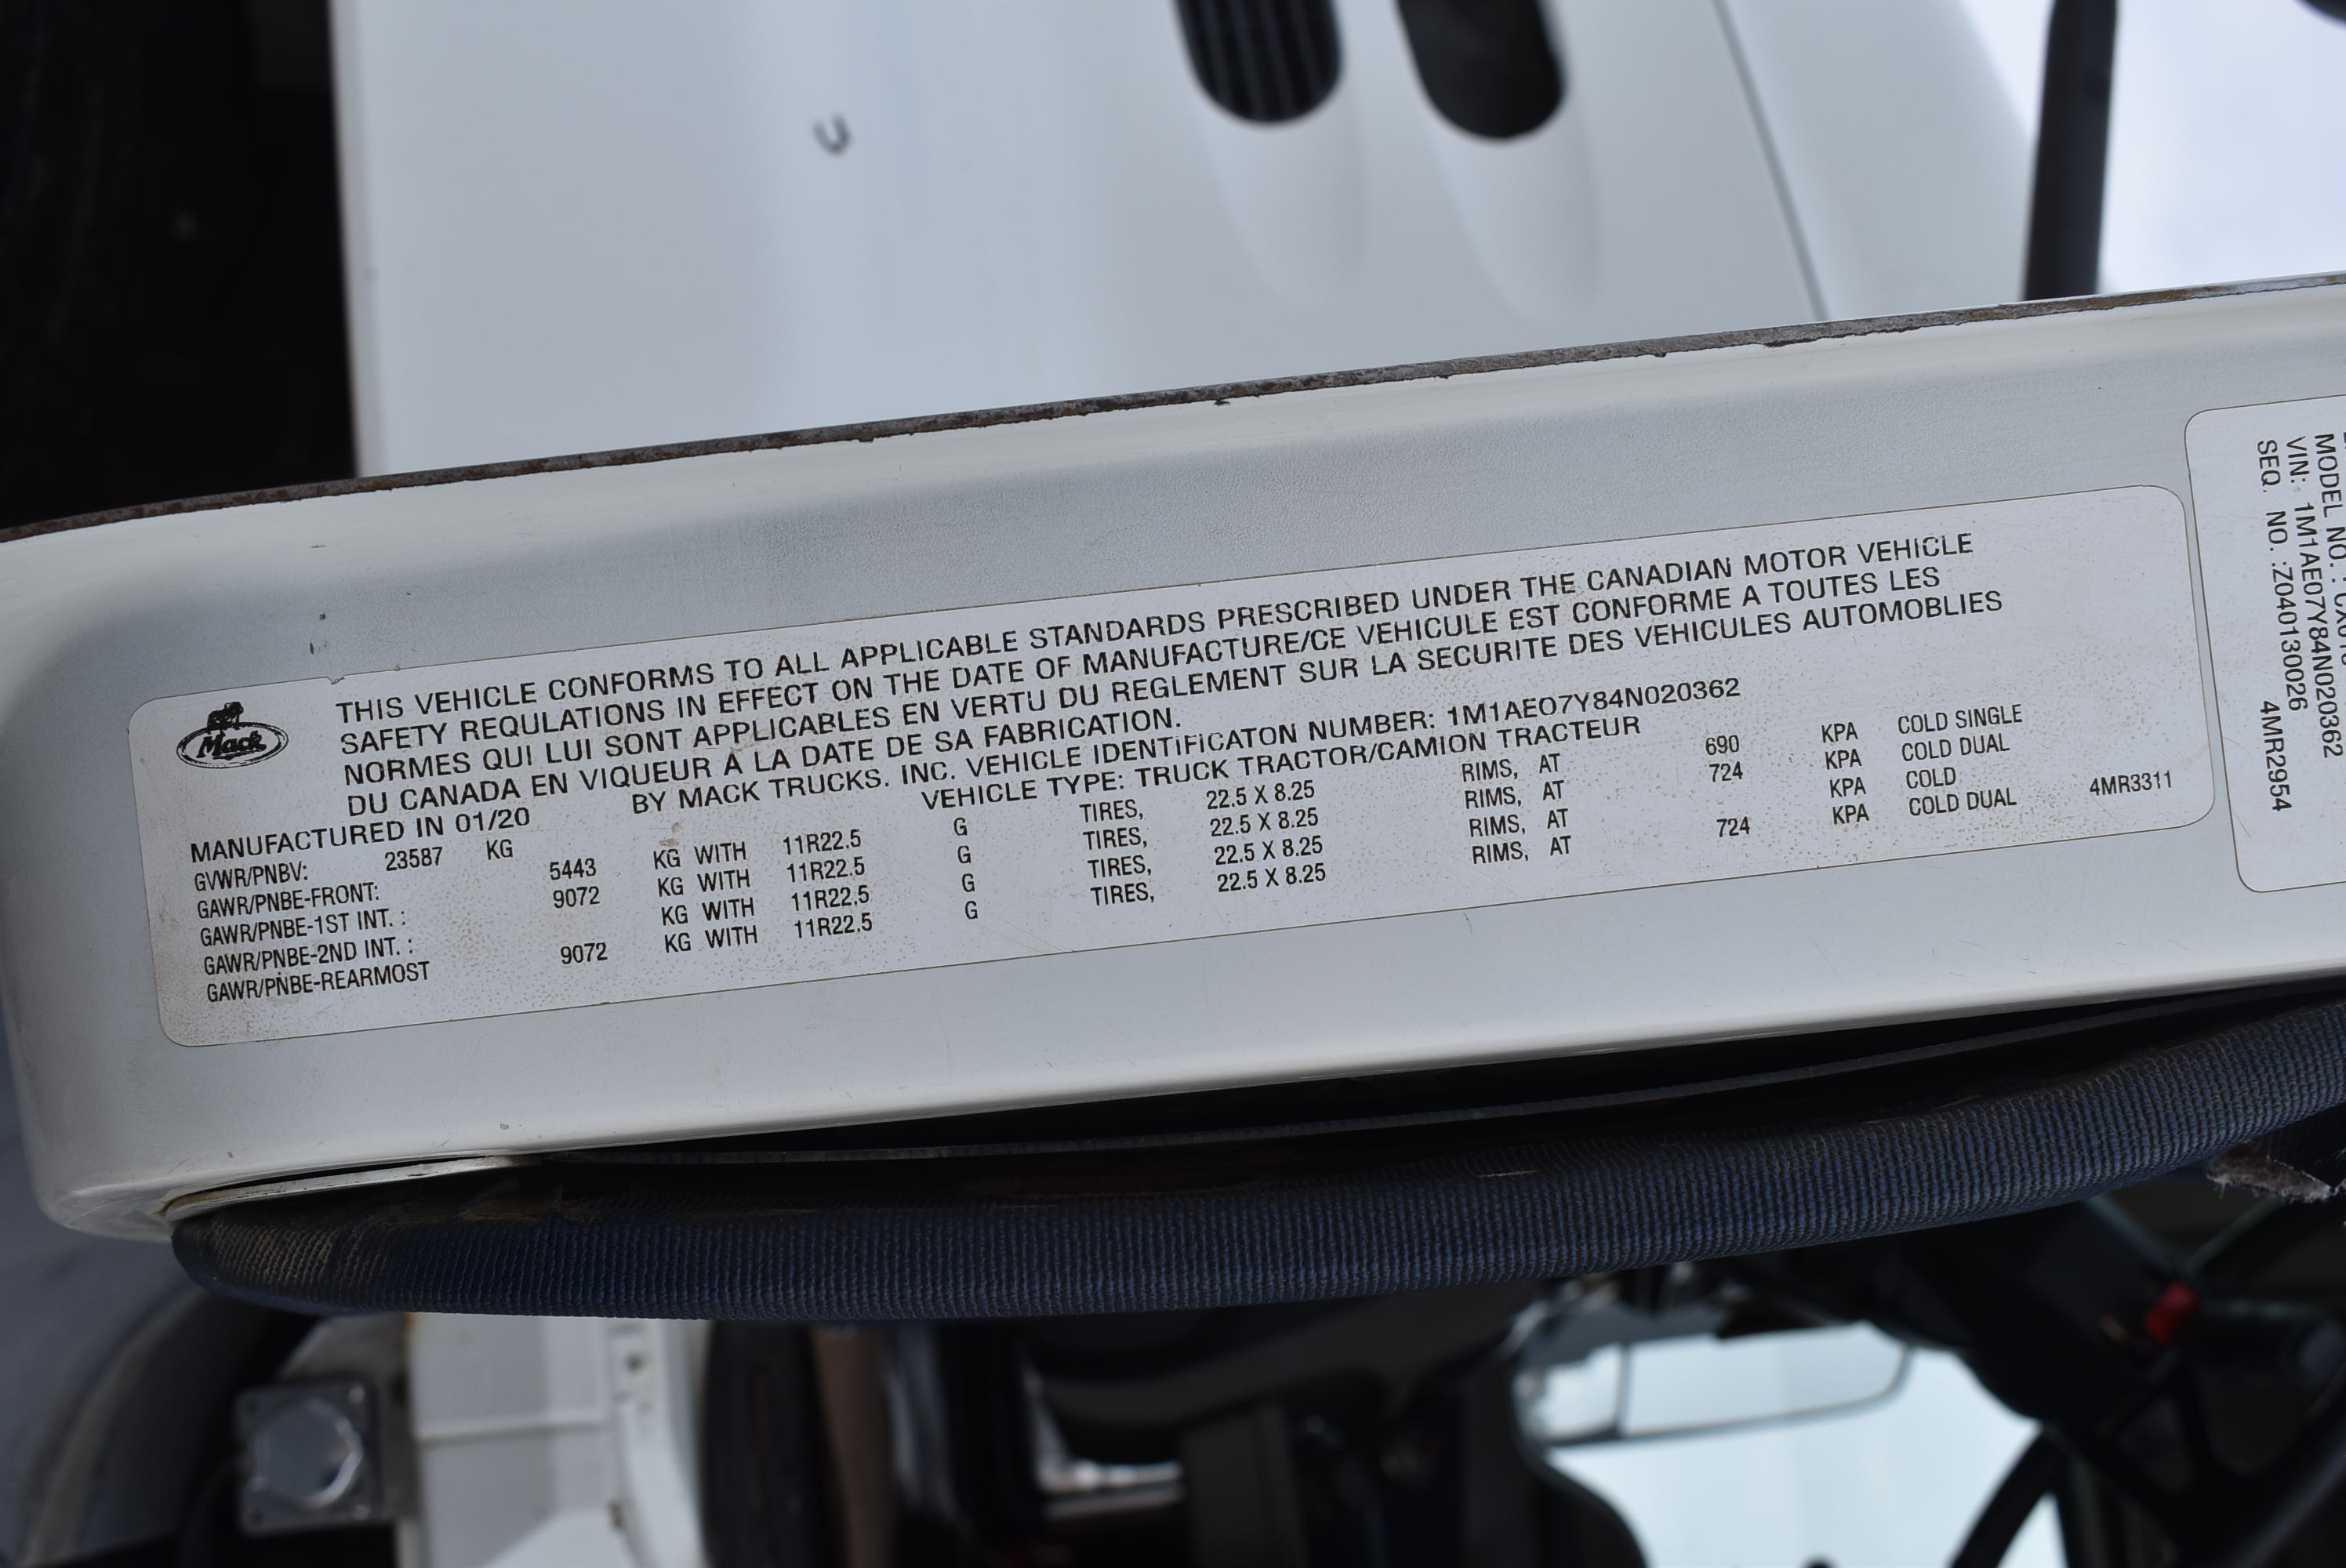 Mack
THIS VEHICLE CONFORMS TO ALL APPLICABLE STANDARDS PRESCRIBED UNDER THE CANADIAN MOTOR VEHICLE
SAFETY REQULATIONS IN EFFECT ON THE DATE OF MANUFACTURE/CE VEHICULE EST CONFORME A TOUTES LES
NORMES QUI LUI SONT APPLICABLES EN VERTU DU REGLEMENT SUR LA SECURITE DES VEHICULES AUTOMOBLIES
DU CANADA EN VIQUEUR A LA DATE DE SA FABRICATION.
MANUFACTURED IN 01/20 BY MACK TRUCKS. INC. VEHICLE IDENTIFICATON NUMBER: 1M1AE07Y84N020362
GVWR/PNBV: 23587 KG VEHICLE TYPE: TRUCK TRACTOR/CAMION TRACTEUR
GAWR/PNBE-FRONT: 5443 KG WITH 11R22.5 G TIRES, 22.5 X 8.25 RIMS, AT 690 KPA COLD SINGLE
GAWR/PNBE-1ST INT. : 9072 KG WITH 11R22.5 G TIRES, 22.5 X 8.25 RIMS, AT 724 KPA COLD DUAL
GAWR/PNBE-2ND INT. : KG WITH 11R22.5 G TIRES, 22.5 X 8.25 RIMS, AT KPA COLD
GAWR/PNBE-REARMOST 9072 KG WITH 11R22.5 G TIRES, 22.5 X 8.25 RIMS, AT 724 KPA COLD DUAL 4MR3311
MODEL NO. :
VIN: 1M1AE07Y84N020362
SEQ. NO. :Z040130026
4MR2954